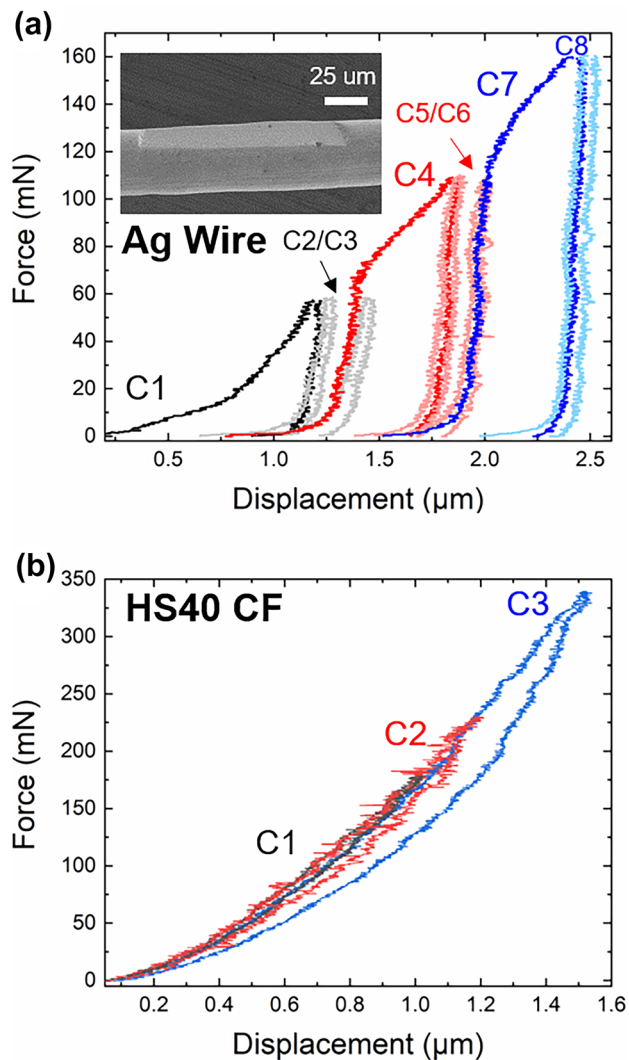 (a)
160
140
120
100
80
60
40
20
0
Force (mN)
25 um
Ag Wire
C1
C2/C3
C4
C5/C6
C7
C8
0.5
1.0
1.5
2.0
2.5
Displacement (μm)
(b)
350
300
250
200
150
100
50
0
Force (mN)
HS40 CF
C1
C2
C3
0.2
0.4
0.6
0.8
1.0
1.2
1.4
1.6
Displacement (μm)